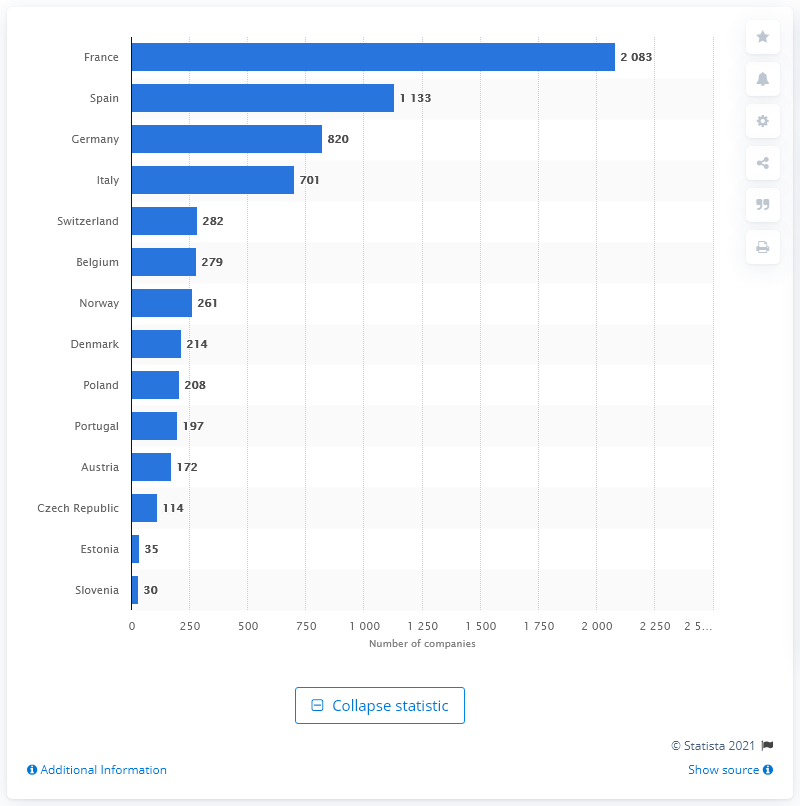 France 2 083
Spain 1 133
Germany 820
Italy 701
Switzerland 282
Belgium 279
Norway 261
Denmark 214
Poland 208
Portugal 197
Austria 172
Czech Republic 114
Estonia 35
Slovenia 30
0 250 500 750 1 000 1 250 1 500 1 750 2 000 2 250 2 5...
Number of companies
Collapse statistic
© Statista 2021
Additional Information Show source